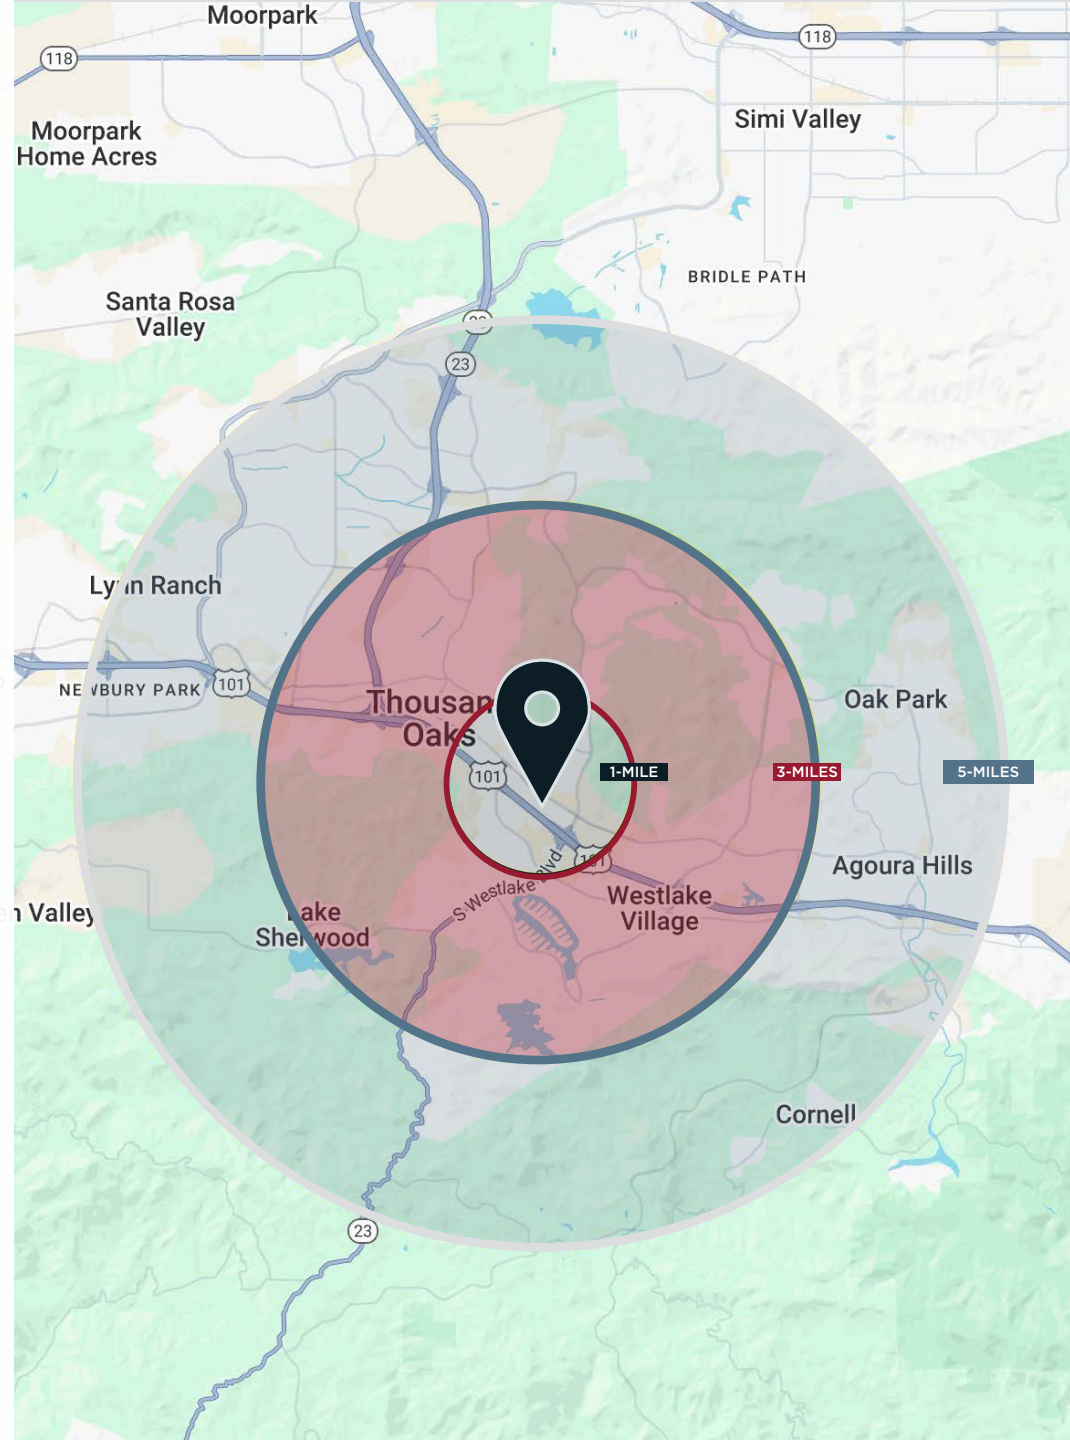 Moorpark
118
118
Simi Valley
Moorpark
Home Acres
BRIDLE PATH
Santa Rosa
Valley
23
Lynn Ranch
101
NEWBURY PARK
Thousan
Oaks
Oak Park
101
1-MILE
3-MILES
5-MILES
101
S Westlake Blvd
Agoura Hills
Westlake
Village
n Valley
Lake
Sherwood
Cornell
23